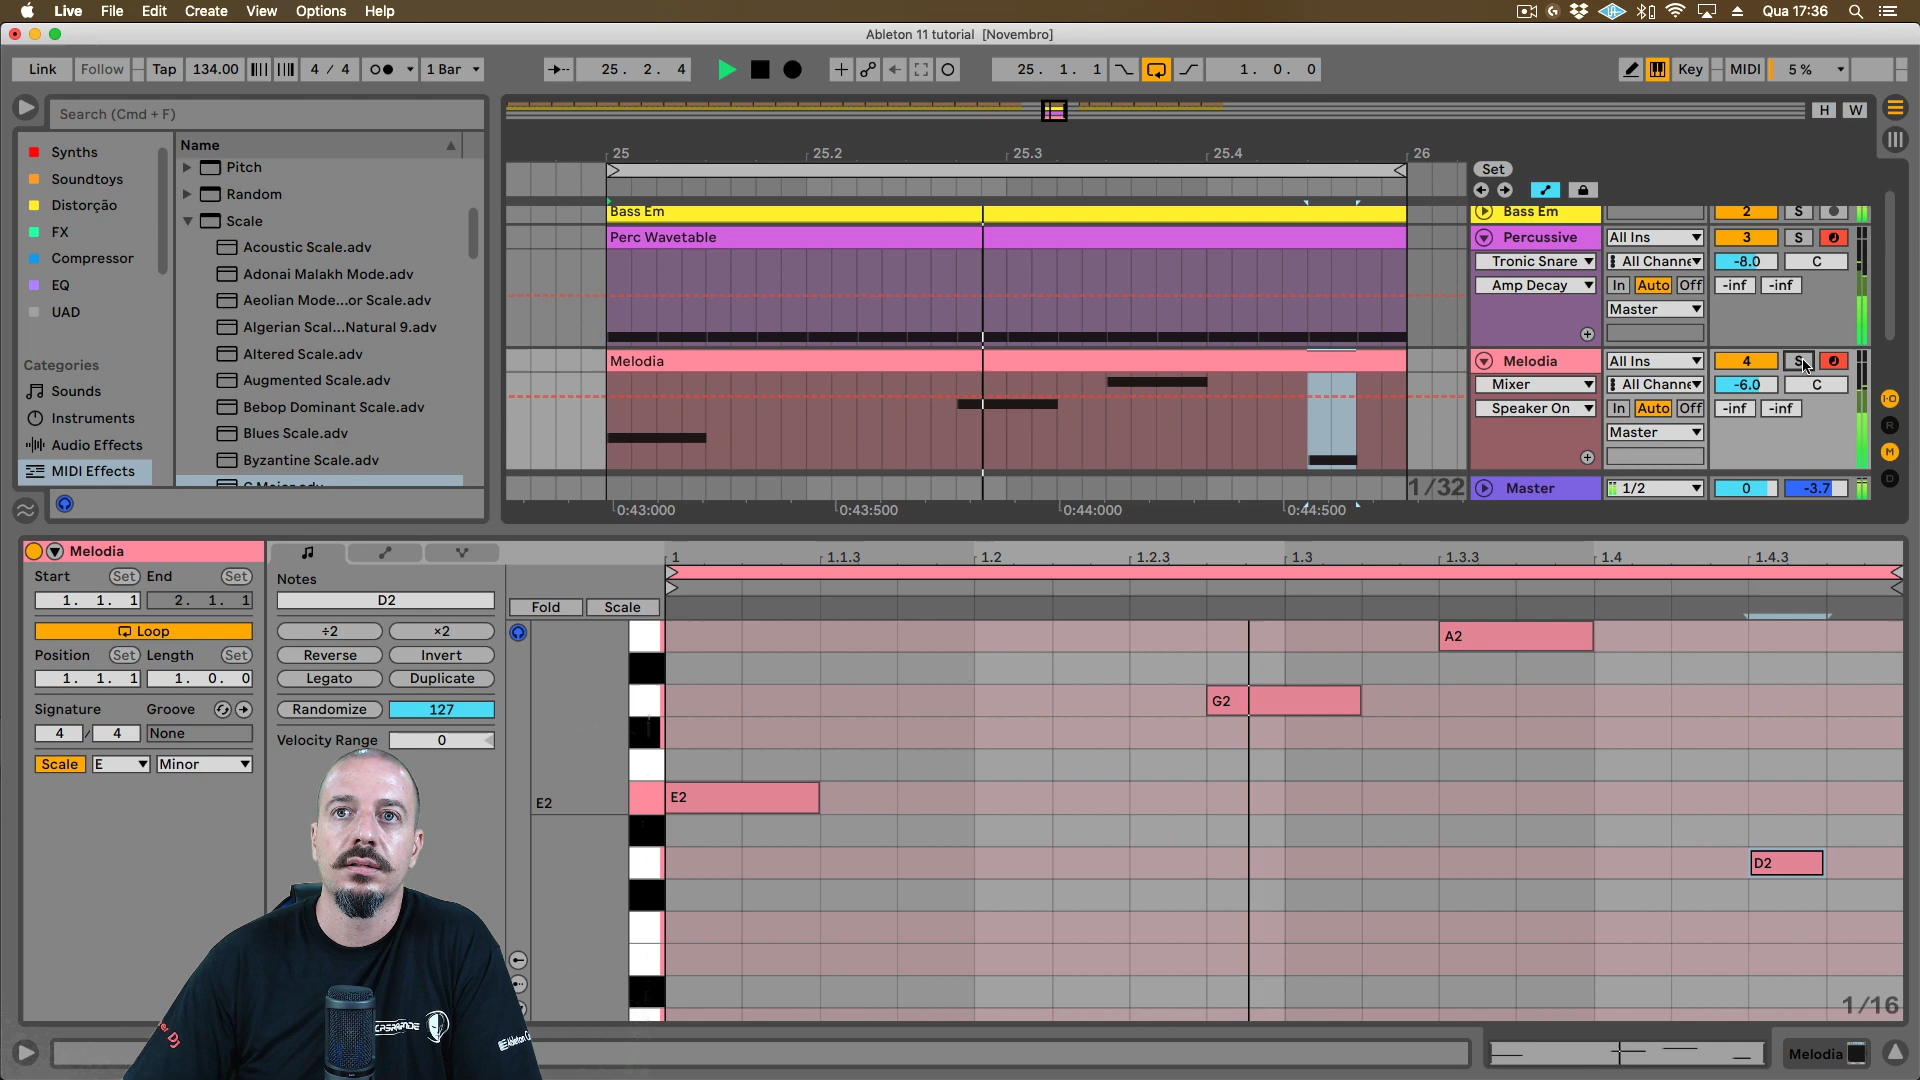 Live File Edit Create View Options Help
Qua 17:36
Ableton 11 tutorial [Novembro]
Link Follow Tap 134.00 4 / 4 1 Bar
25. 2. 4
25. 1. 1
1. 0. 0
Key MIDI 5 %
Search (Cmd + F)
H W
Synths
Soundtoys
Distorção
FX
Compressor
EQ
UAD
Categories
Sounds
Instruments
Audio Effects
MIDI Effects
Name
Pitch
Random
Scale
Acoustic Scale.adv
Adonai Malakh Mode.adv
Aeolian Mode...or Scale.adv
Algerian Scal...Natural 9.adv
Altered Scale.adv
Augmented Scale.adv
Bebop Dominant Scale.adv
Blues Scale.adv
Byzantine Scale.adv
C Major.adv
25 25.2 25.3 25.4 26
Set
Bass Em
Perc Wavetable
Melodia
1/32
0:43:000 0:43:500 0:44:000 0:44:500
Bass Em 2 S
Percussive All Ins 3 S
Tronic Snare All Channe -8.0 C
Amp Decay In Auto Off -inf -inf
Master
Melodia All Ins 4 S
Mixer All Channe -6.0 C
Speaker On In Auto Off -inf -inf
Master
Master 1/2 0 -3.7
I·O
R
M
D
Melodia
Start Set End Set
1. 1. 1 2. 1. 1
Loop
Position Set Length Set
1. 1. 1 1. 0. 0
Signature Groove
4 / 4 None
Scale E Minor
Notes
D2
÷2 ×2
Reverse Invert
Legato Duplicate
Randomize 127
Velocity Range 0
1 1.1.3 1.2 1.2.3 1.3 1.3.3 1.4 1.4.3
Fold Scale
A2
G2
E2 E2
D2
1/16
Melodia